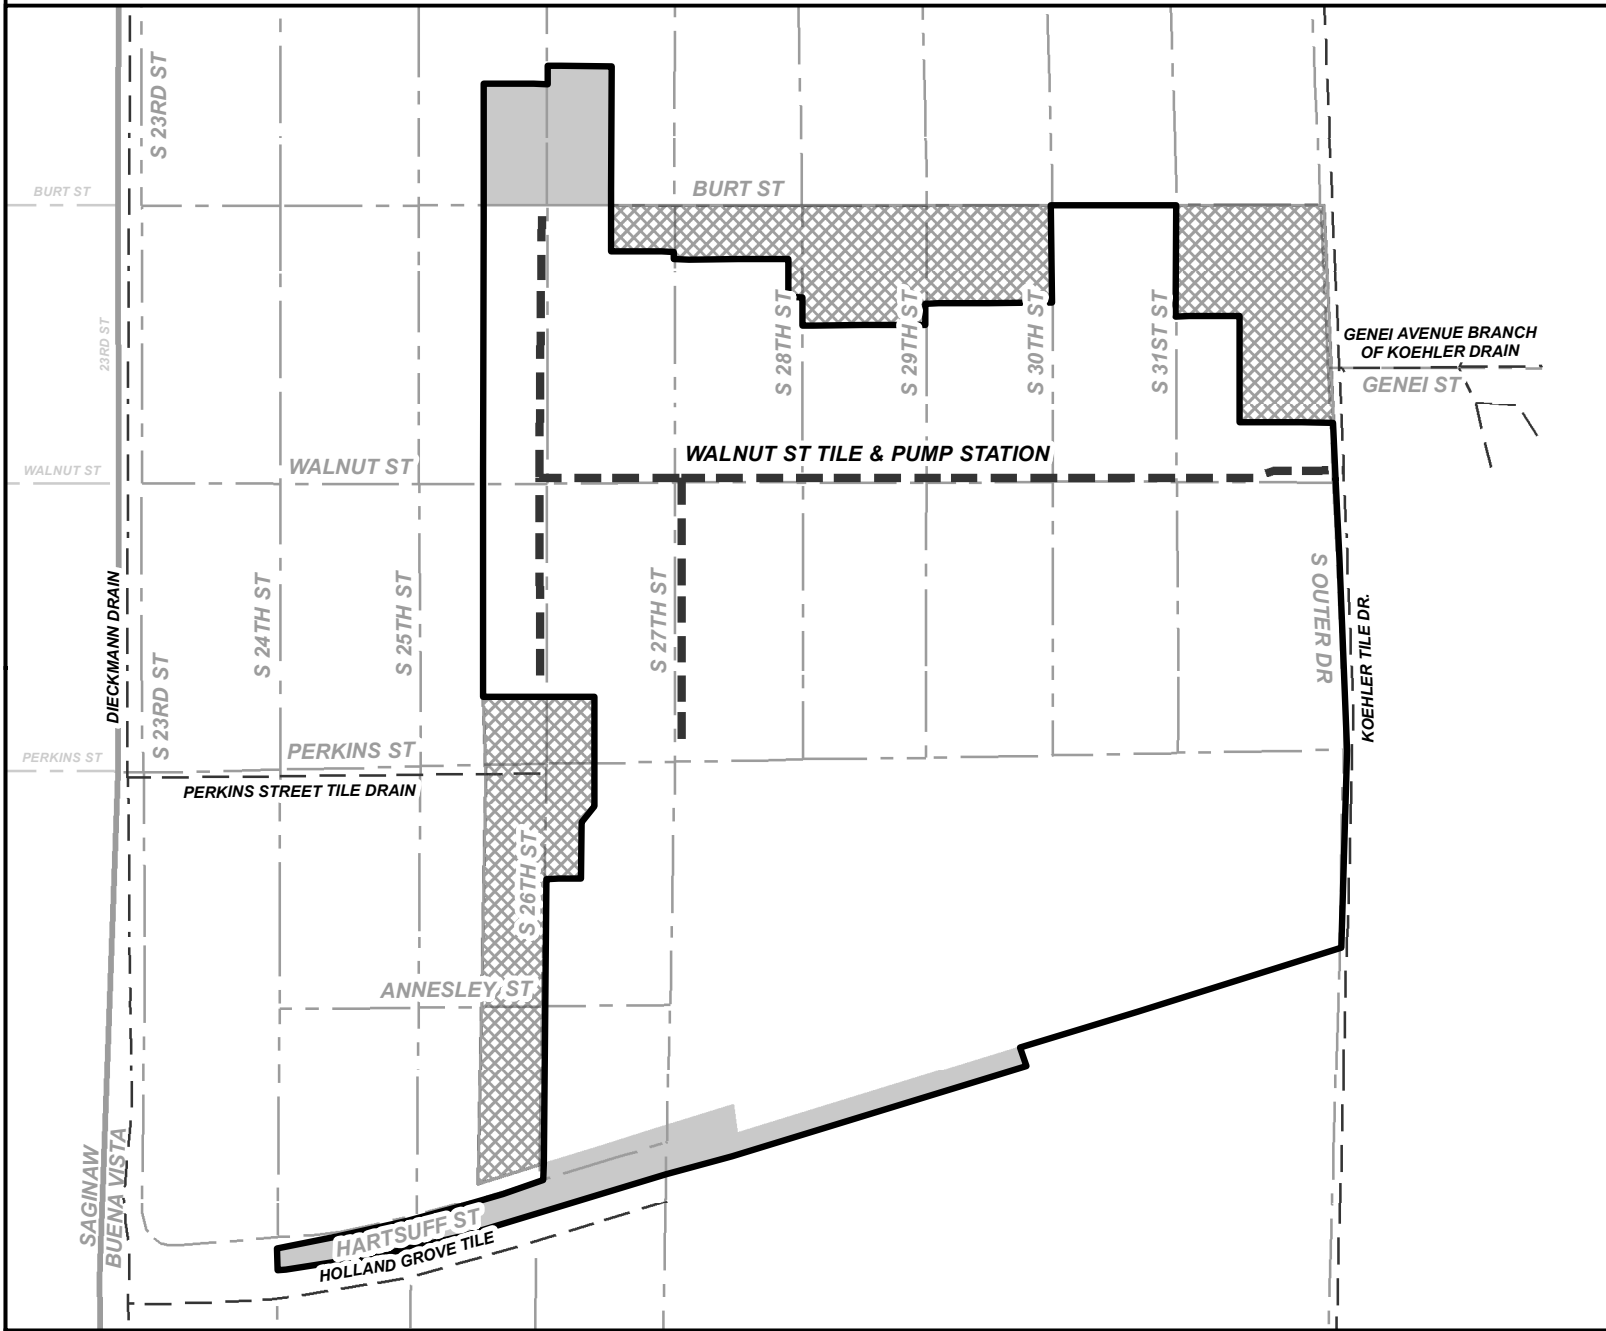 S 23RD ST
BURT ST
BURT ST
S 28TH ST
S 29TH ST
S 30TH ST
S 31ST ST
23RD ST
GENEI AVENUE BRANCH
OF KOEHLER DRAIN
GENEI ST
WALNUT ST
WALNUT ST
WALNUT ST TILE & PUMP STATION
DIECKMANN DRAIN
S 23RD ST
S 24TH ST
S 25TH ST
S 27TH ST
S OUTER DR
KOEHLER TILE DR.
PERKINS ST
PERKINS ST
PERKINS STREET TILE DRAIN
S 26TH ST
ANNESLEY ST
SAGINAW
BUENA VISTA
HARTSUFF ST
HOLLAND GROVE TILE